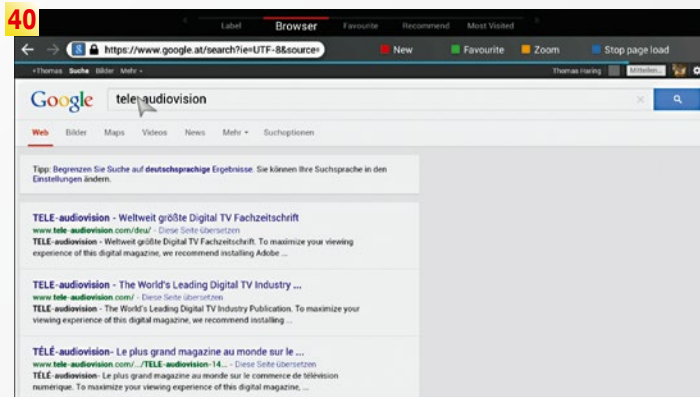 40
Label Browser Favourite Recommend Most Visited
https://www.google.at/search?ie=UTF-8&source= New Favourite Zoom Stop page load
+Thomas Suche Bilder Mehr Thomas Haring Mitteilen...
Google tele-audiovision
Web Bilder Maps Videos News Mehr Suchoptionen
Tipp: Begrenzen Sie Suche auf deutschsprachige Ergebnisse. Sie können Ihre Suchsprache in den
Einstellungen ändern.
TELE-audiovision - Weltweit größte Digital TV Fachzeitschrift
www.tele-audiovision.com/deu/ - Diese Seite übersetzen
TELE-audiovision - Weltweit größte Digital TV Fachzeitschrift. To maximize your viewing
experience of this digital magazine, we recommend installing Adobe ...
TELE-audiovision - The World's Leading Digital TV Industry ...
www.tele-audiovision.com/ - Diese Seite übersetzen
TELE-audiovision - The World's Leading Digital TV Industry Publication. To maximize your
viewing experience of this digital magazine, we recommend installing ...
TÉLÉ-audiovision- Le plus grand magazine au monde sur le ...
www.tele-audiovision.com/.../TELE-audiovision-14... - Diese Seite übersetzen
TÉLÉ-audiovision- Le plus grand magazine au monde sur le commerce de télévision
numérique. To maximize your viewing experience of this digital magazine, ...